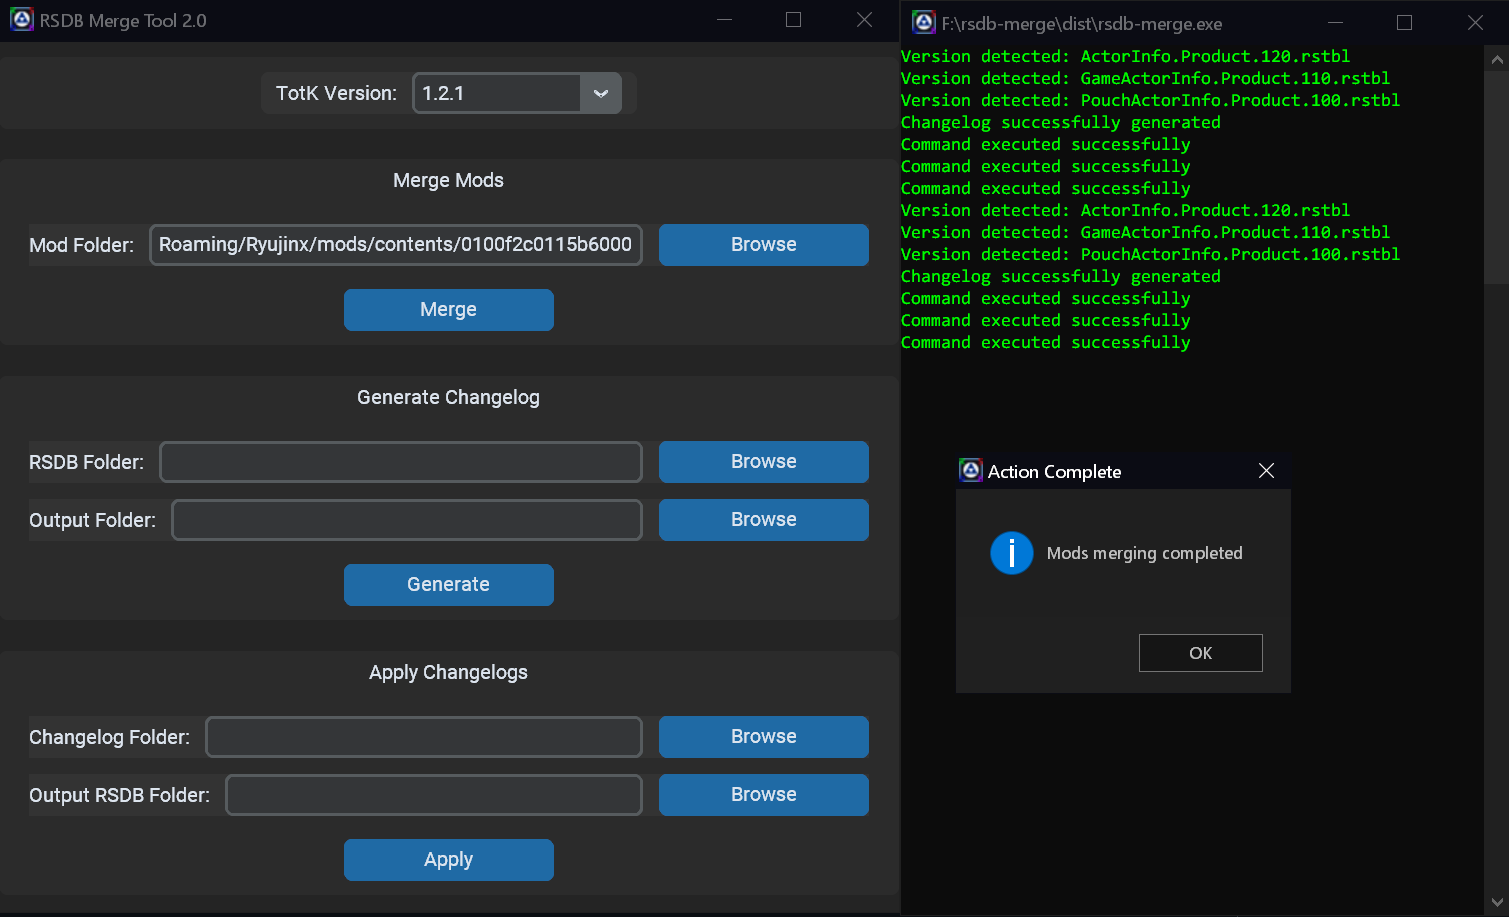 RSDB Merge Tool 2.0
TotK Version: 1.2.1
Merge Mods
Mod Folder: Roaming/Ryujinx/mods/contents/0100f2c0115b6000 Browse
Merge
Generate Changelog
RSDB Folder: Browse
Output Folder: Browse
Generate
Apply Changelogs
Changelog Folder: Browse
Output RSDB Folder: Browse
Apply
F:\rsdb-merge\dist\rsdb-merge.exe
Version detected: ActorInfo.Product.120.rstbl
Version detected: GameActorInfo.Product.110.rstbl
Version detected: PouchActorInfo.Product.100.rstbl
Changelog successfully generated
Command executed successfully
Command executed successfully
Command executed successfully
Version detected: ActorInfo.Product.120.rstbl
Version detected: GameActorInfo.Product.110.rstbl
Version detected: PouchActorInfo.Product.100.rstbl
Changelog successfully generated
Command executed successfully
Command executed successfully
Command executed successfully
Action Complete
Mods merging completed
OK